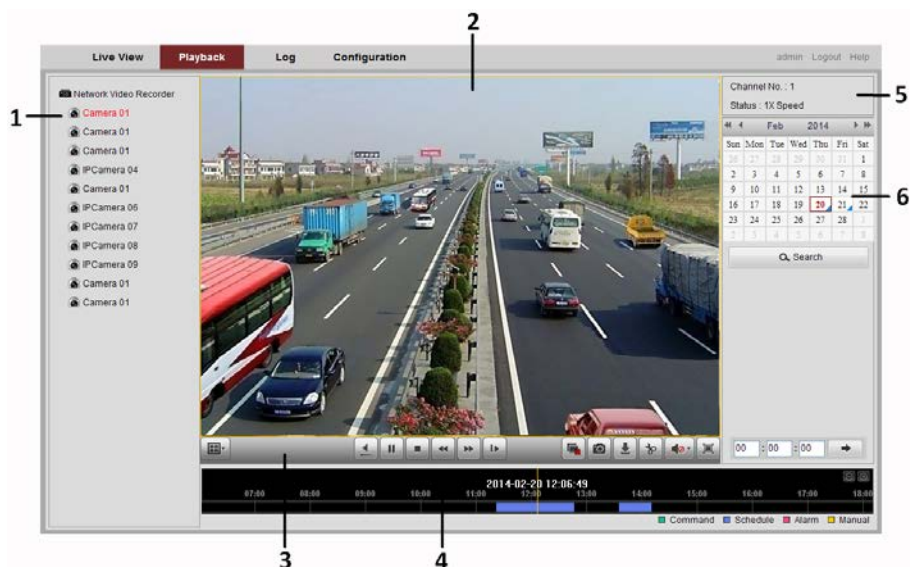 2
Live View Playback Log Configuration admin Logout Help
1
Network Video Recorder
Camera 01
Camera 01
Camera 01
IPCamera 04
Camera 01
IPCamera 06
IPCamera 07
IPCamera 08
IPCamera 09
Camera 01
Camera 01
Channel No. : 1
Status : 1X Speed
5
Feb 2014
Sun Mon Tue Wed Thu Fri Sat
26 27 28 29 30 31 1
2 3 4 5 6 7 8
9 10 11 12 13 14 15
16 17 18 19 20 21 22
23 24 25 26 27 28 1
2 3 4 5 6 7 8
6
Search
00 : 00 : 00
2014-02-20 12:06:49
07:00 08:00 09:00 10:00 11:00 12:00 13:00 14:00 15:00 16:00 17:00 18:00
Command Schedule Alarm Manual
3
4